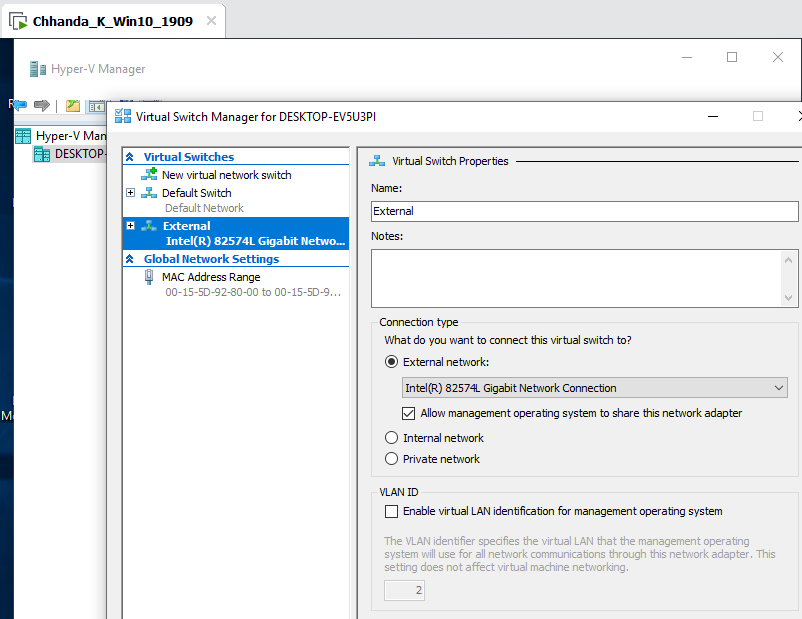 Chhanda_K_Win10_1909
Hyper-V Manager
Virtual Switch Manager for DESKTOP-EV5U3PI
Hyper-V Man
DESKTOP-
Virtual Switches
New virtual network switch
Default Switch
Default Network
External
Intel(R) 82574L Gigabit Netwo...
Global Network Settings
MAC Address Range
00-15-5D-92-80-00 to 00-15-5D-9...
Virtual Switch Properties
Name:
External
Notes:
Connection type
What do you want to connect this virtual switch to?
External network:
Intel(R) 82574L Gigabit Network Connection
Allow management operating system to share this network adapter
Internal network
Private network
VLAN ID
Enable virtual LAN identification for management operating system
The VLAN identifier specifies the virtual LAN that the management operating
system will use for all network communications through this network adapter. This
setting does not affect virtual machine networking.
2